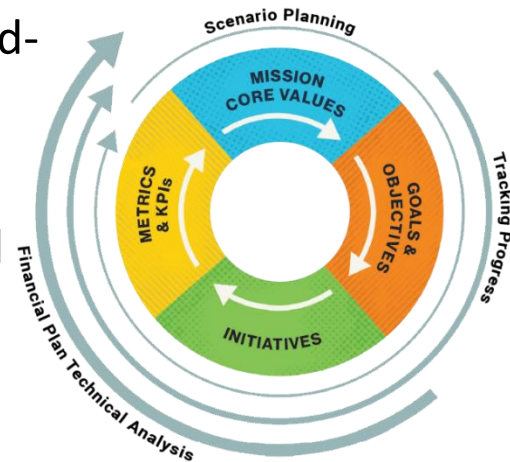 d-
Scenario Planning
MISSION
CORE VALUES
GOALS &
OBJECTIVES
Tracking Progress
METRICS
& KPIs
INITIATIVES
Financial Plan Technical Analysis